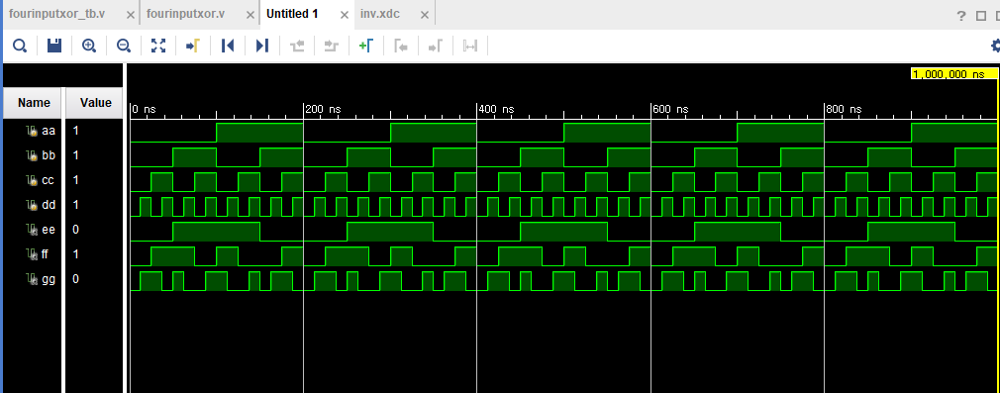 fourinputxor_tb.v × fourinputxor.v × Untitled 1 × inv.xdc ×
?
1,000,000 ns
Name Value
0 ns 200 ns 400 ns 600 ns 800 ns
aa 1
bb 1
cc 1
dd 1
ee 0
ff 1
gg 0